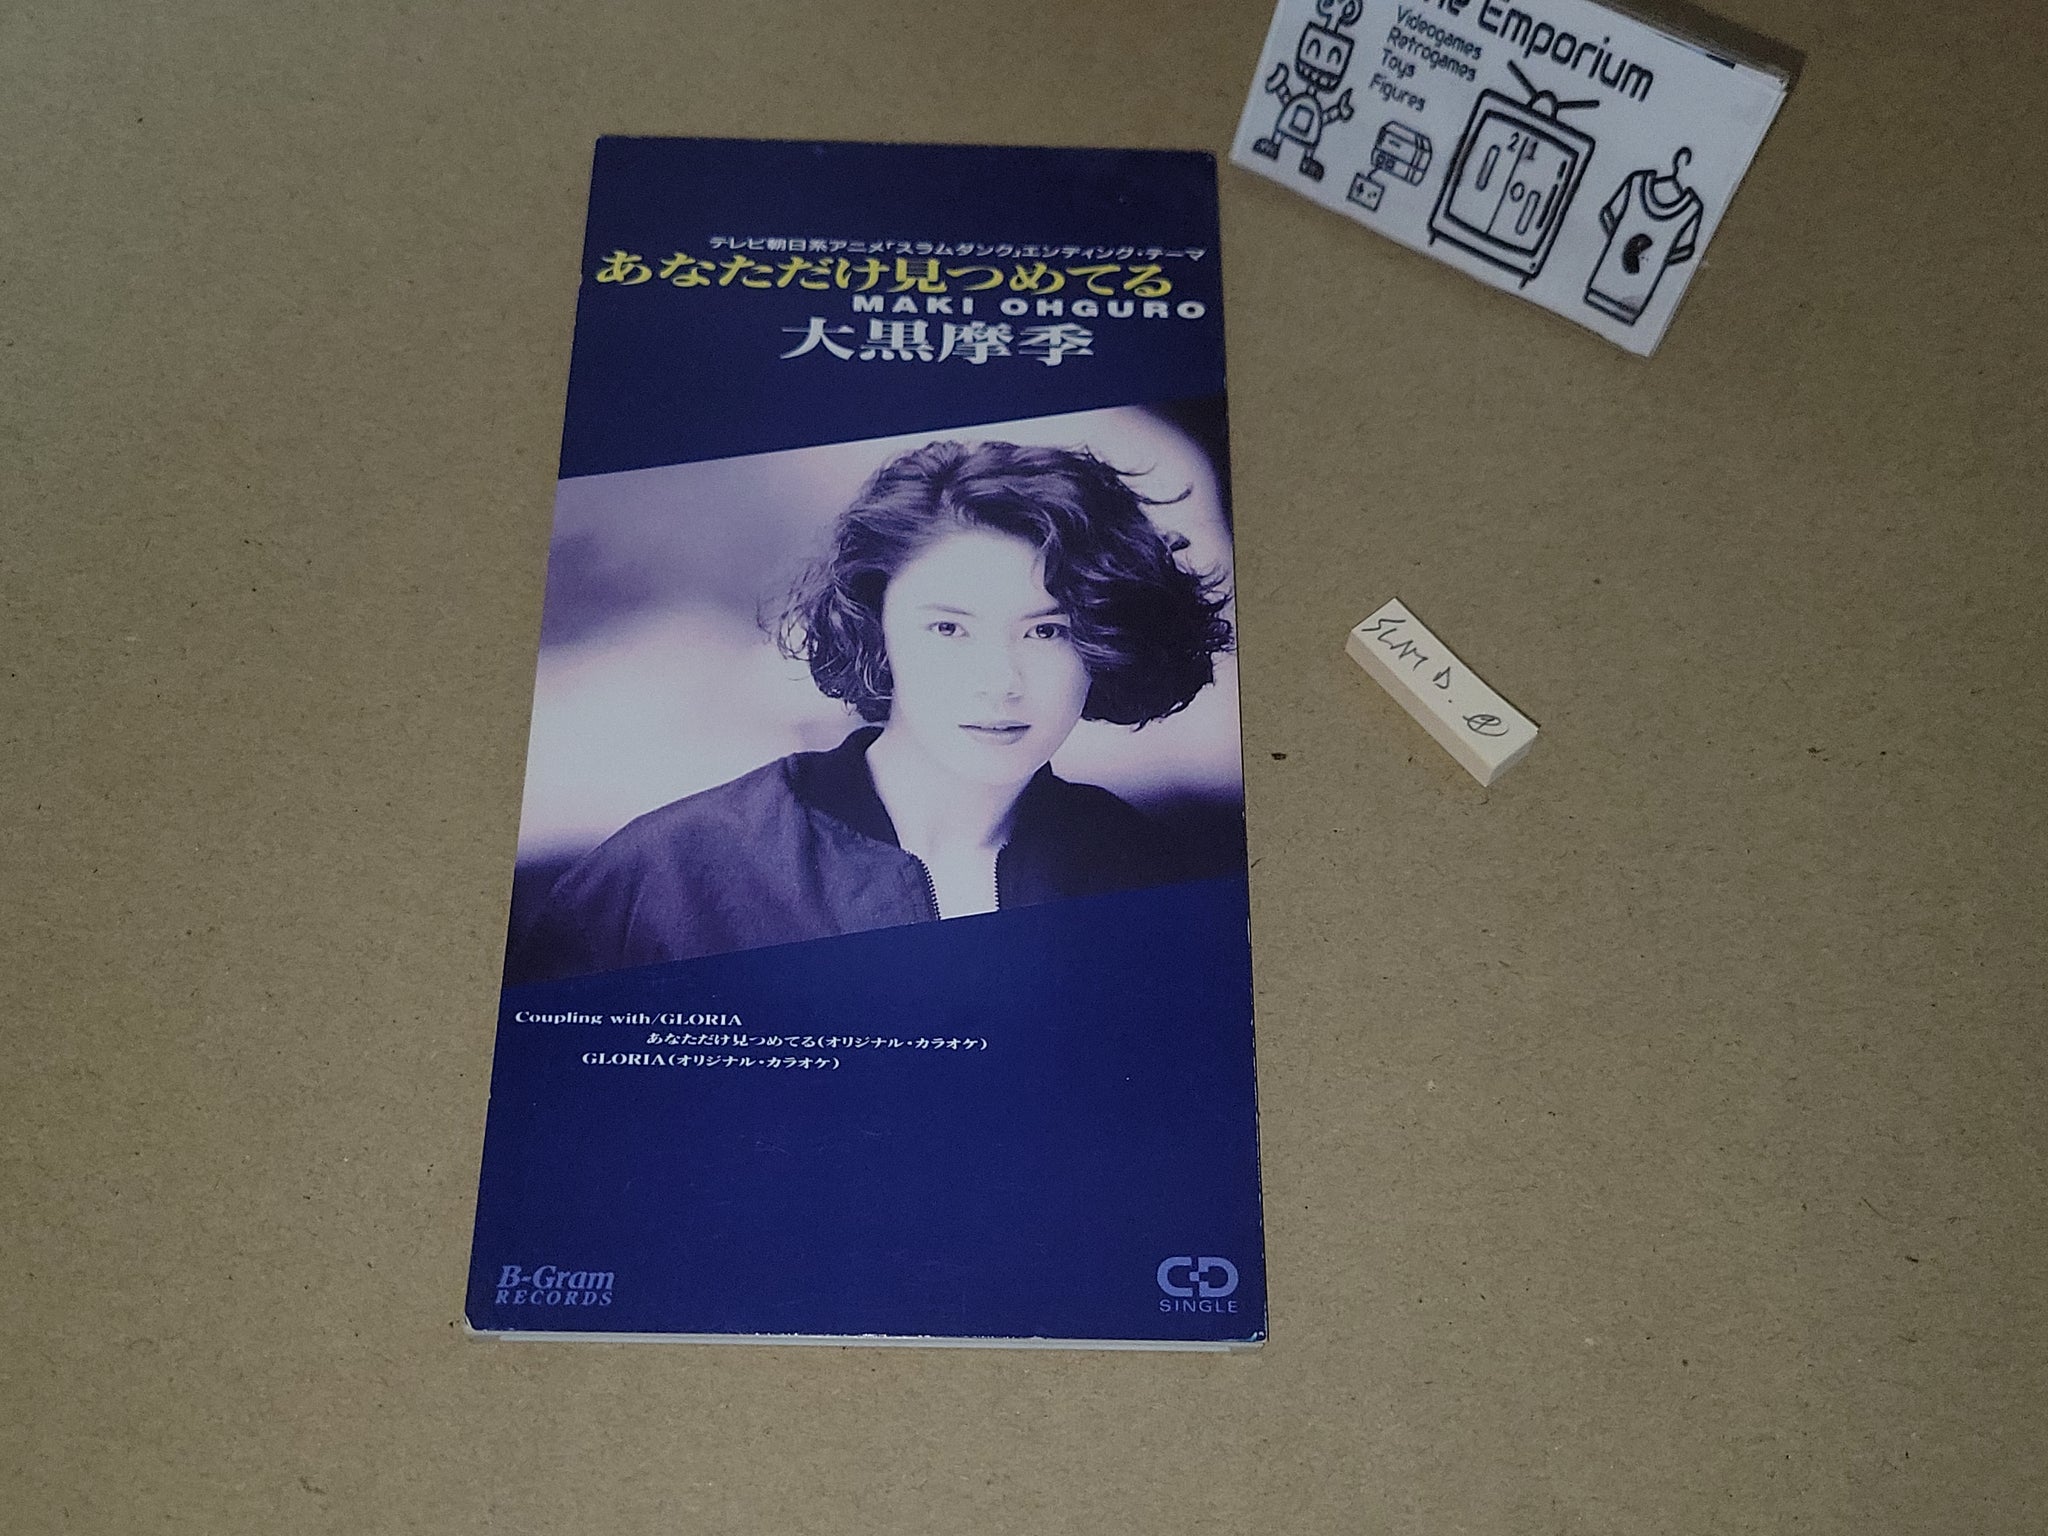 テレビ朝日系アニメ「スラムダンク」エンディング・テーマ
あなただけ見つめてる
MAKI OHGURO
大黒摩季
Coupling with/GLORIA
あなただけ見つめてる(オリジナル・カラオケ)
GLORIA(オリジナル・カラオケ)
B-Gram
RECORDS
CD
SINGLE
Emporium
Videogames
Retrogames
Toys
Figures
21
SLAM D.